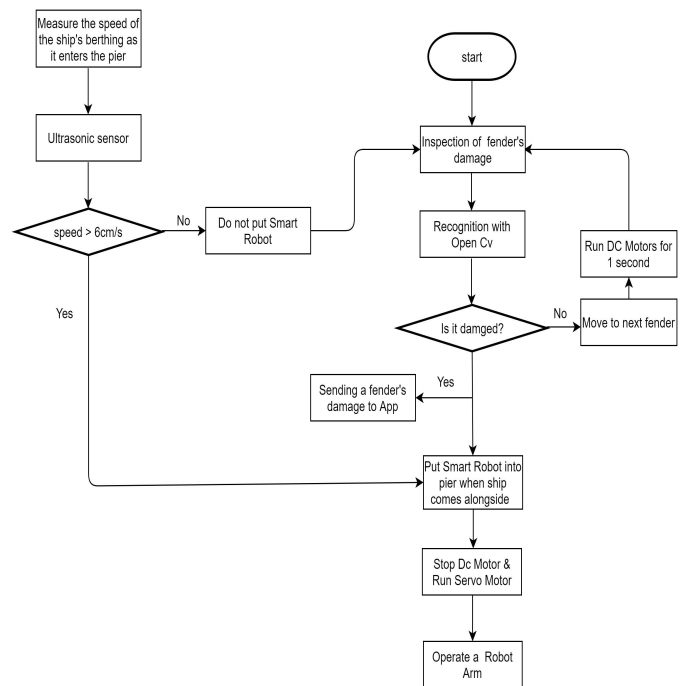 Measure the speed of
the ship's berthing as
it enters the pier
Ultrasonic sensor
speed > 6cm/s
No
Do not put Smart
Robot
Yes
start
Inspection of fender's
damage
Recognition with
Open Cv
Is it damged?
No
Move to next fender
Run DC Motors for
1 second
Yes
Sending a fender's
damage to App
Put Smart Robot into
pier when ship
comes alongside
Stop Dc Motor &
Run Servo Motor
Operate a Robot
Arm